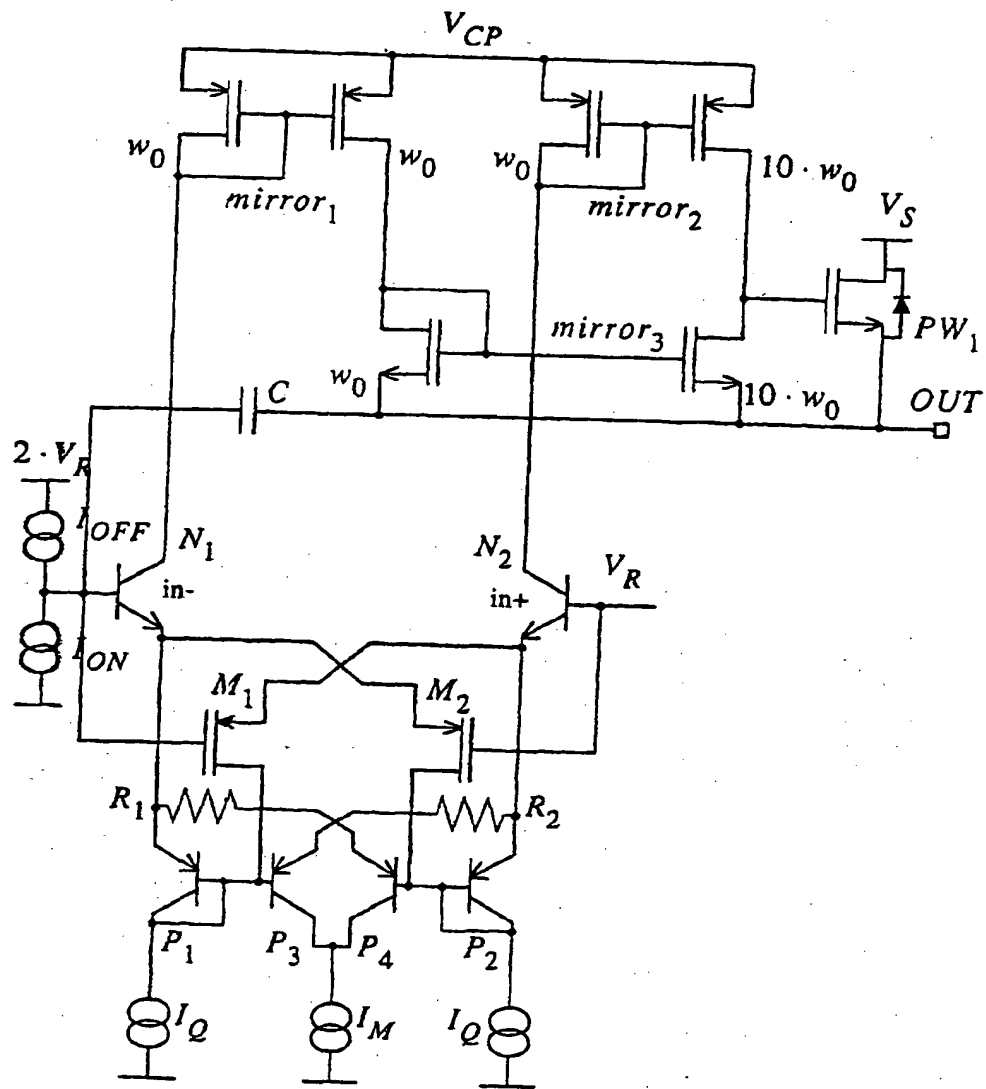 V_CP
w_0
w_0
w_0
10 · w_0
mirror_1
mirror_2
V_S
mirror_3
PW_1
w_0
C
10 · w_0
OUT
2 · V_R
I_OFF
N_1
N_2
V_R
in-
in+
I_ON
M_1
M_2
R_1
R_2
P_1
P_3
P_4
P_2
I_Q
I_M
I_Q